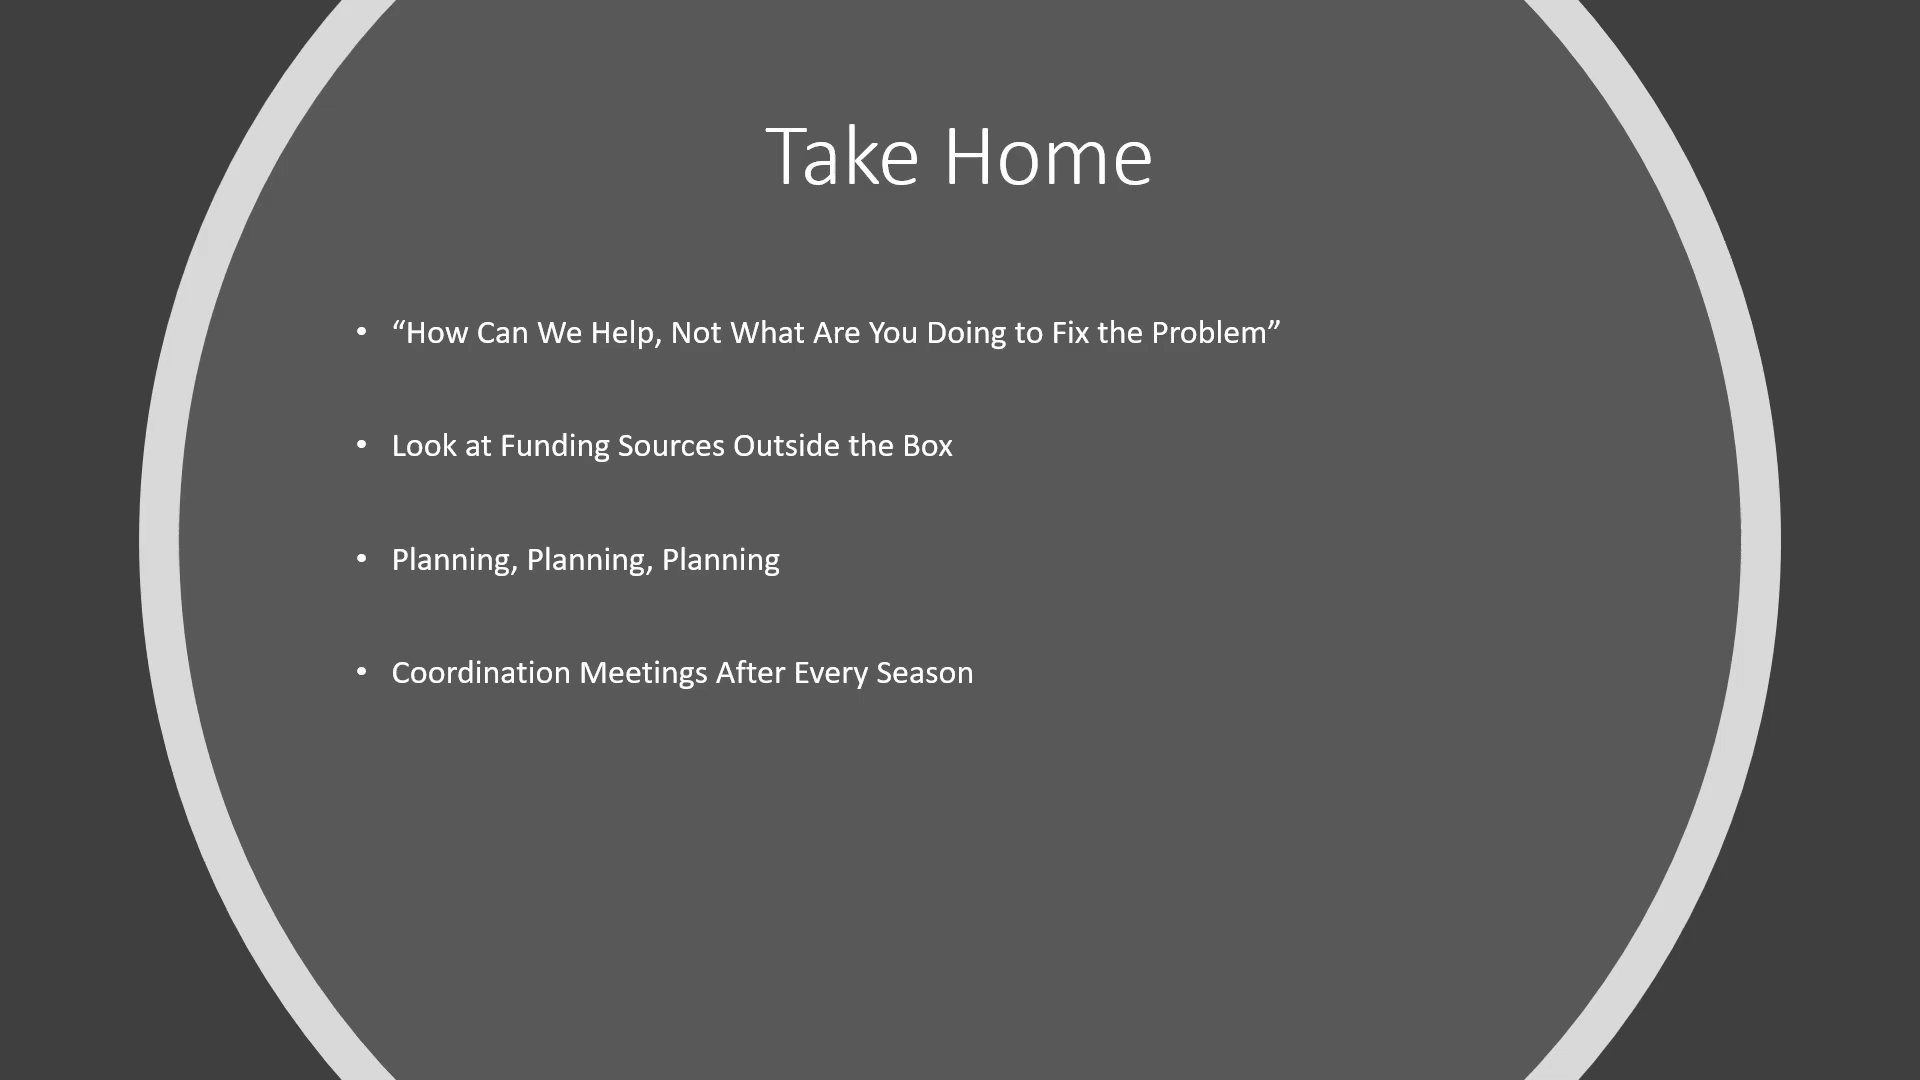 Take Home
• “How Can We Help, Not What Are You Doing to Fix the Problem”
• Look at Funding Sources Outside the Box
• Planning, Planning, Planning
• Coordination Meetings After Every Season